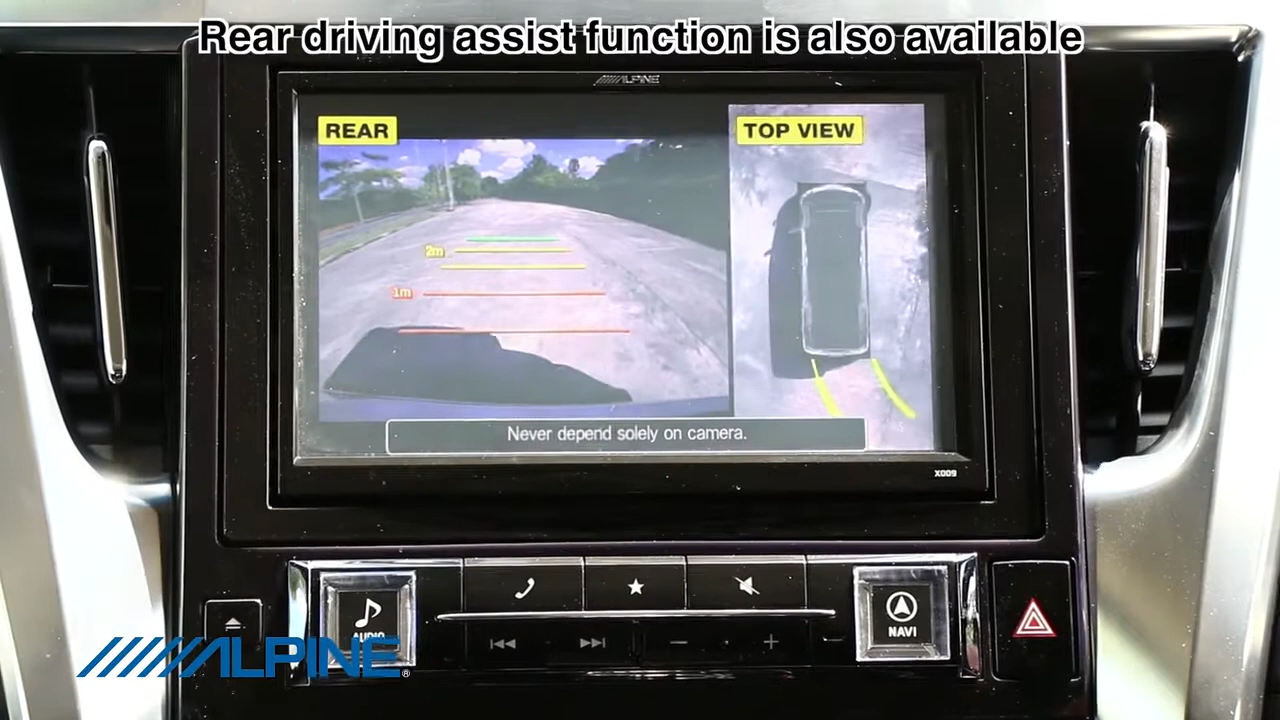 Rear driving assist function is also available
ALPINE
REAR
TOP VIEW
2m
1m
Never depend solely on camera.
X009
AUDIO
NAVI
ALPINE®